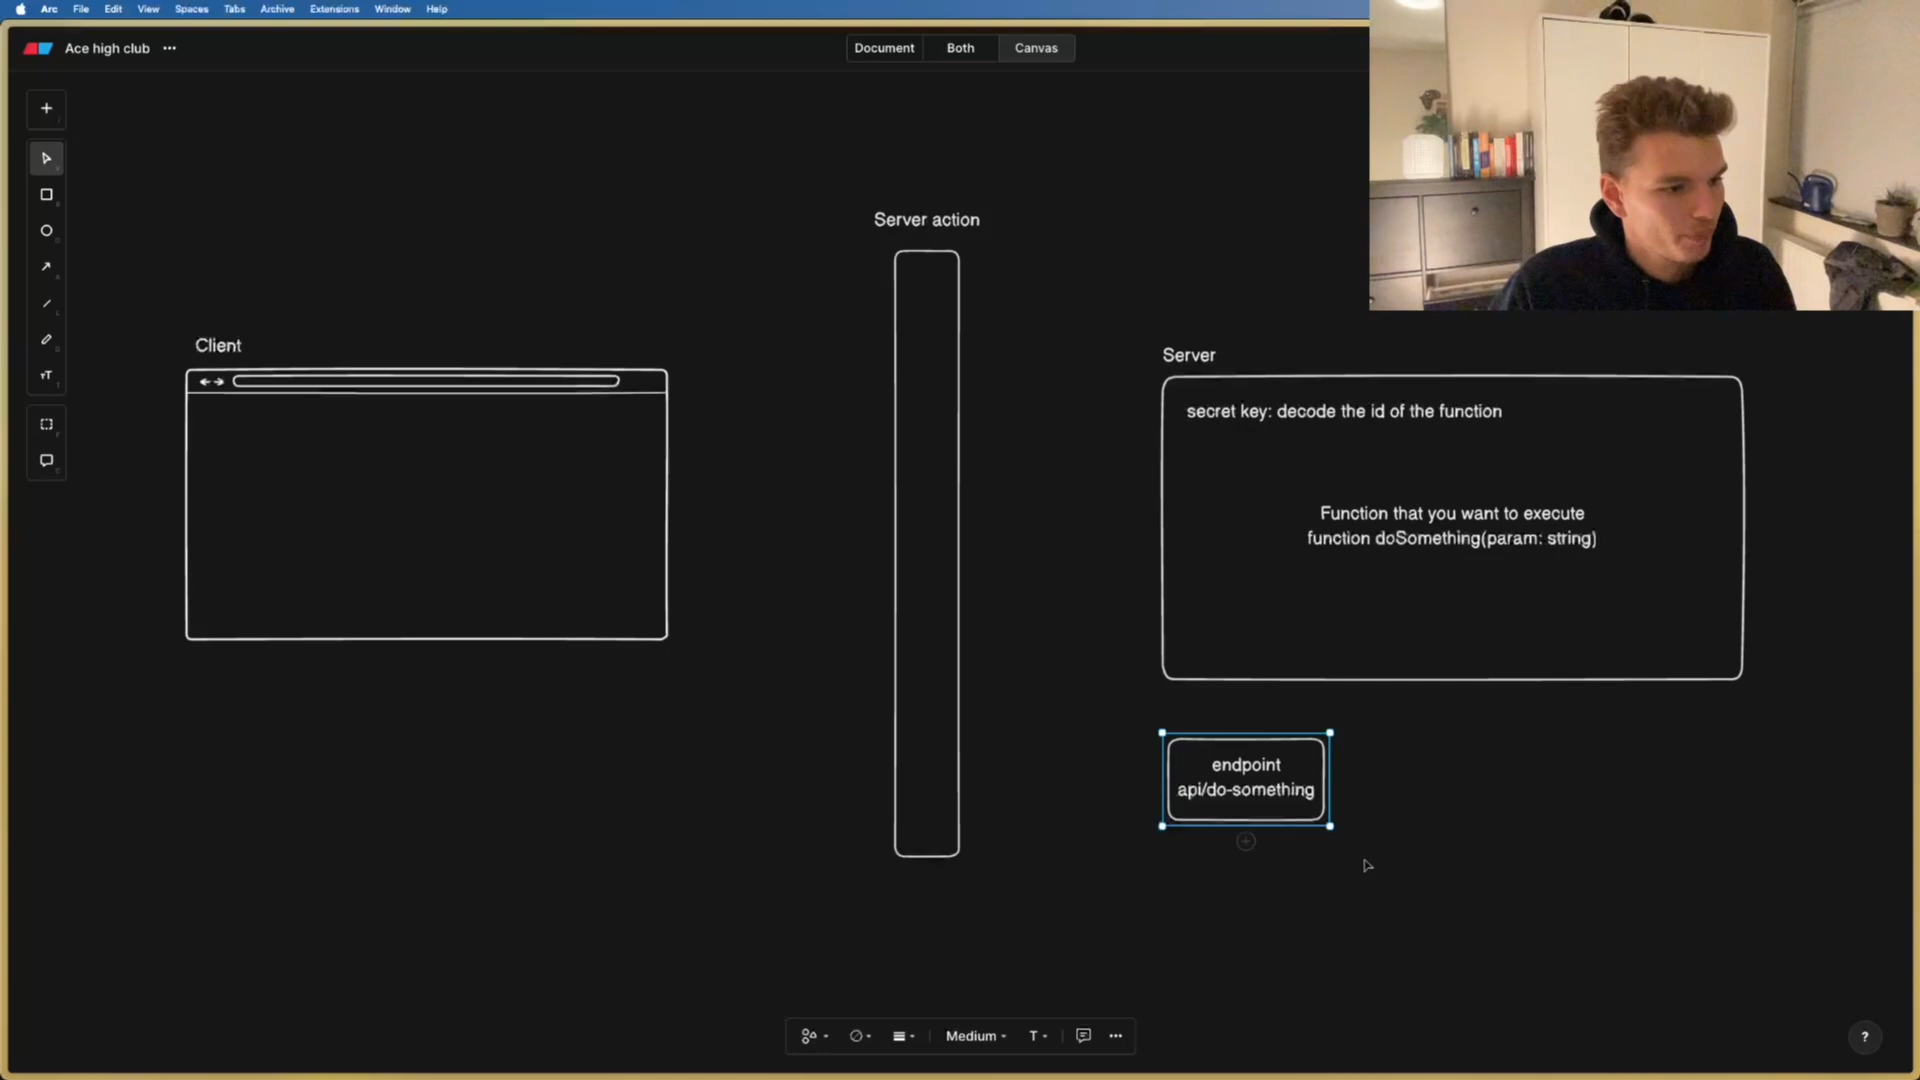 Arc File Edit View Spaces Tabs Archive Extensions Window Help
Ace high club
Document Both Canvas
Server action
Client
Server
secret key: decode the id of the function
Function that you want to execute
function doSomething(param: string)
endpoint
api/do-something
Medium T
?